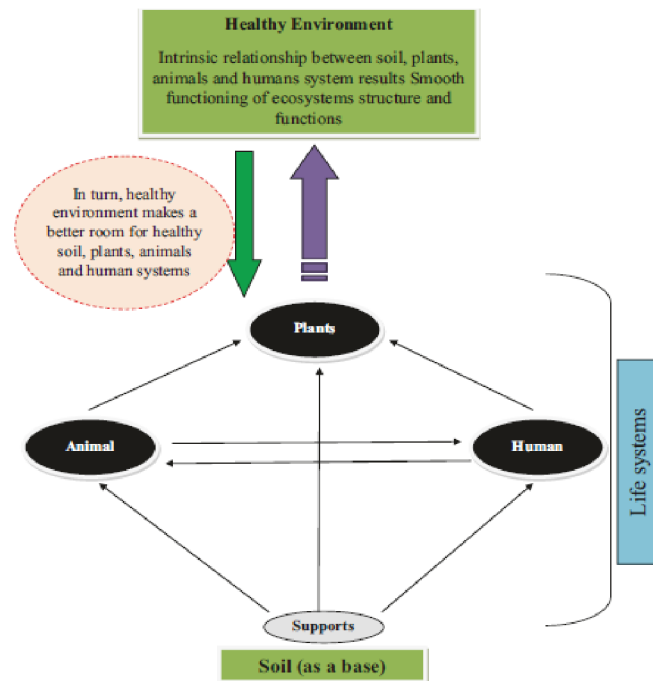 Healthy Environment
Intrinsic relationship between soil, plants,
animals and humans system results Smooth
functioning of ecosystems structure and
functions
In turn, healthy
environment makes a
better room for healthy
soil, plants, animals
and human systems
Plants
Animal
Human
Life systems
Supports
Soil (as a base)